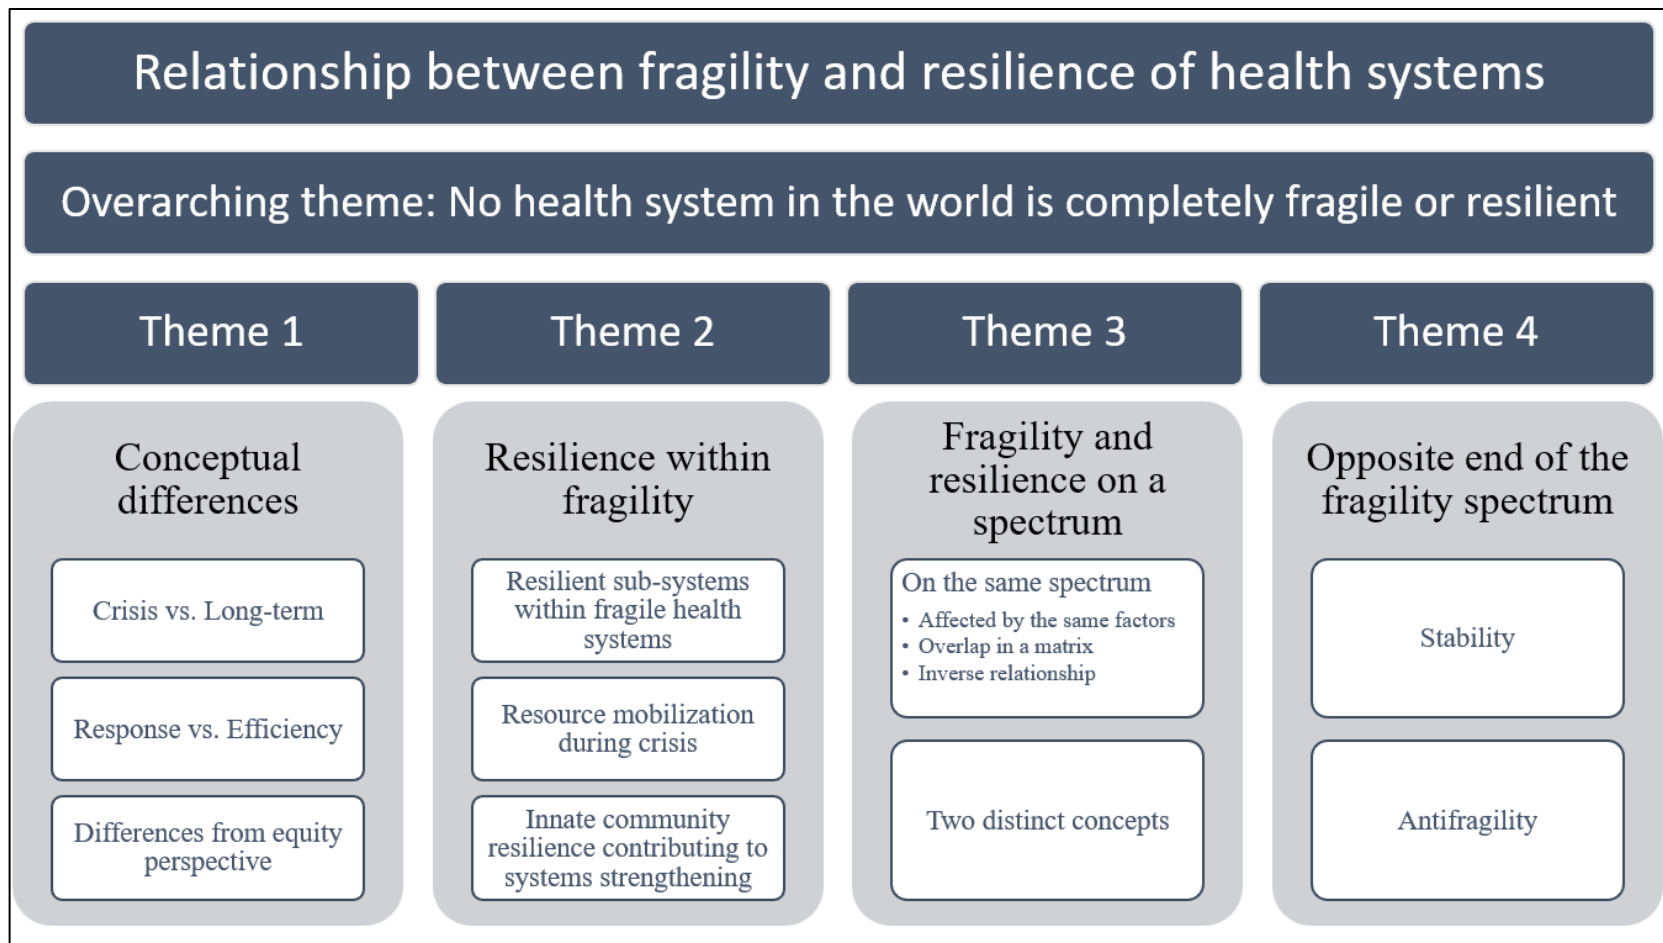 Relationship between fragility and resilience of health systems
Overarching theme: No health system in the world is completely fragile or resilient
Theme 1
Conceptual
differences
Crisis vs. Long-term
Response vs. Efficiency
Differences from equity
perspective
Theme 2
Resilience within
fragility
Resilient sub-systems
within fragile health
systems
Resource mobilization
during crisis
Innate community
resilience contributing to
systems strengthening
Theme 3
Fragility and
resilience on a
spectrum
On the same spectrum
• Affected by the same factors
• Overlap in a matrix
• Inverse relationship
Two distinct concepts
Theme 4
Opposite end of the
fragility spectrum
Stability
Antifragility